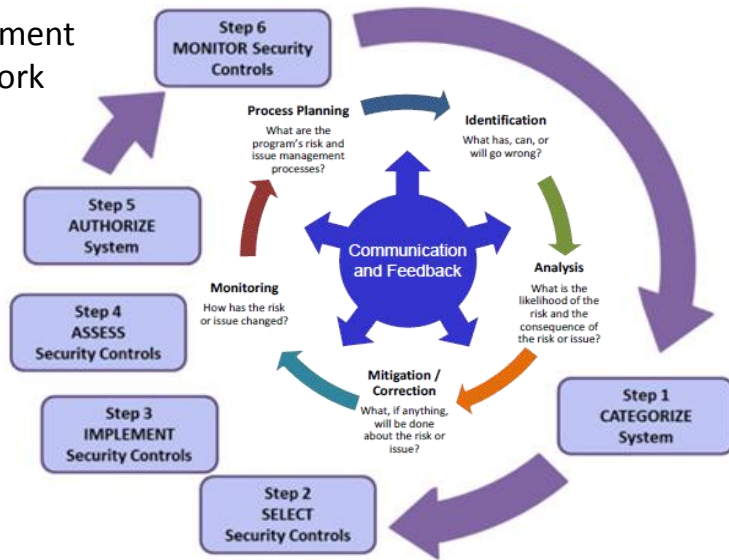 ment
ork
Step 6
MONITOR Security
Controls
Process Planning
What are the
program's risk and
issue management
processes?
Identification
What has, can, or
will go wrong?
Step 5
AUTHORIZE
System
Communication
and Feedback
Analysis
What is the
likelihood of the
risk and the
consequence of
the risk or issue?
Monitoring
How has the risk
or issue changed?
Step 4
ASSESS
Security Controls
Mitigation /
Correction
What, if anything,
will be done
about the risk or
issue?
Step 1
CATEGORIZE
System
Step 3
IMPLEMENT
Security Controls
Step 2
SELECT
Security Controls